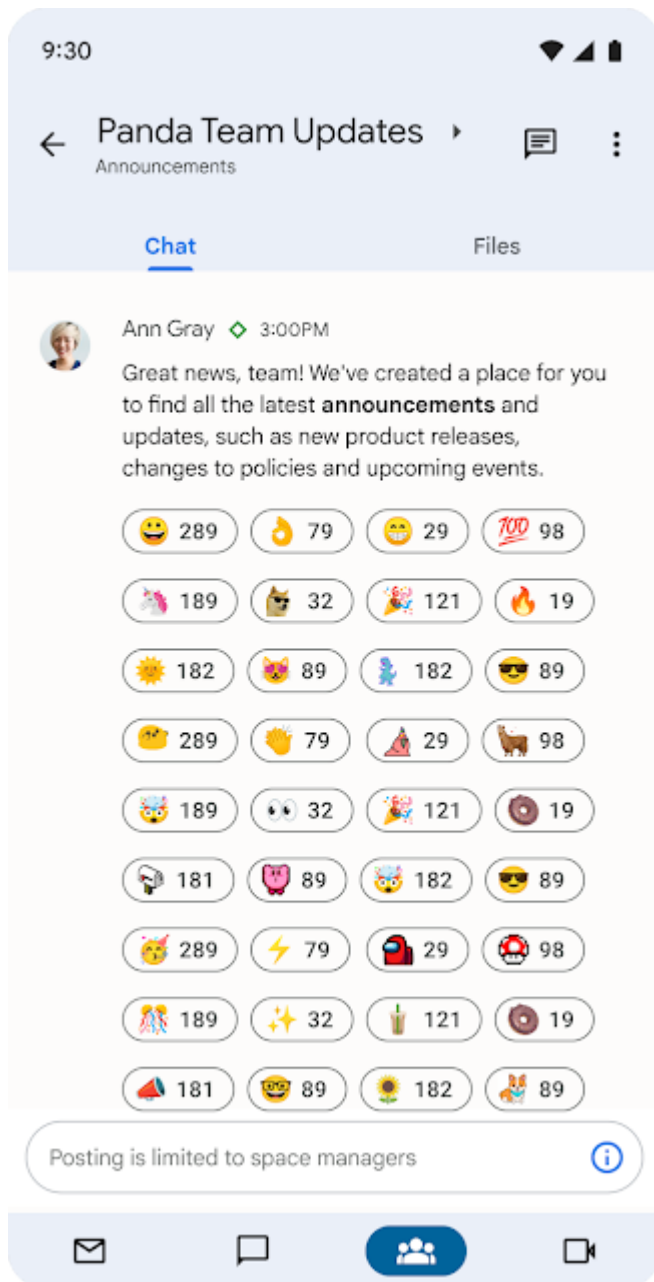 9:30
Panda Team Updates
Announcements
Chat Files
Ann Gray 3:00PM
Great news, team! We've created a place for you
to find all the latest announcements and
updates, such as new product releases,
changes to policies and upcoming events.
289 79 29 💯 98
189 32 121 19
182 89 182 89
289 79 29 98
189 32 121 19
181 89 182 89
289 79 29 98
189 32 121 19
181 89 182 89
Posting is limited to space managers